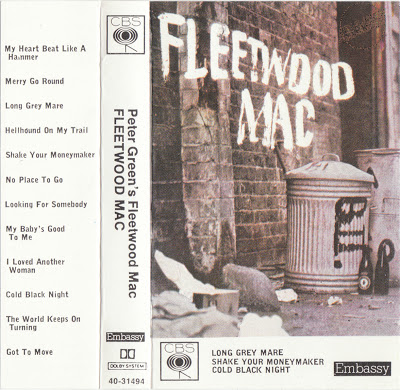 My Heart Beat Like A
Hammer
Merry Go Round
Long Grey Mare
Hellhound On My Trail
Shake Your Moneymaker
No Place To Go
Looking For Somebody
My Baby's Good
To Me
I Loved Another
Woman
Cold Black Night
The World Keeps On
Turning
Got To Move
CBS
Peter Green's Fleetwood Mac
FLEETWOOD MAC
Embassy
DOLBY SYSTEM
40-31494
FLEETWOOD
MAC
CBS
LONG GREY MARE
SHAKE YOUR MONEYMAKER
COLD BLACK NIGHT
Embassy